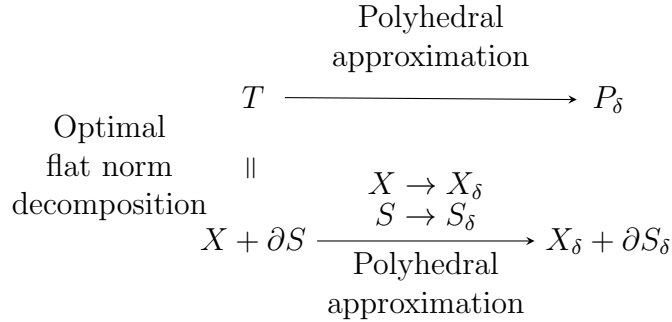 Polyhedral
approximation
T
P_δ
Optimal
flat norm
decomposition
=
X → X_δ
S → S_δ
X + ∂S
X_δ + ∂S_δ
Polyhedral
approximation